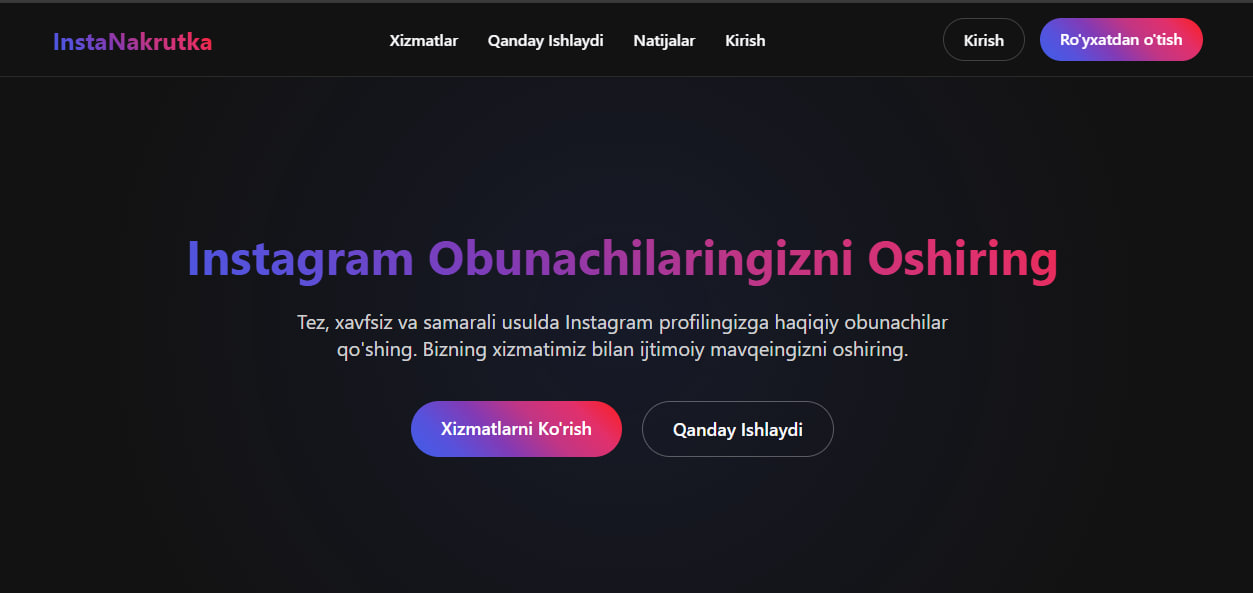 InstaNakrutka
Xizmatlar
Qanday Ishlaydi
Natijalar
Kirish
Kirish
Ro'yxatdan o'tish
Instagram Obunachilaringizni Oshiring
Tez, xavfsiz va samarali usulda Instagram profilingizga haqiqiy obunachilar
qo'shing. Bizning xizmatimiz bilan ijtimoiy mavqeingizni oshiring.
Xizmatlarni Ko'rish
Qanday Ishlaydi